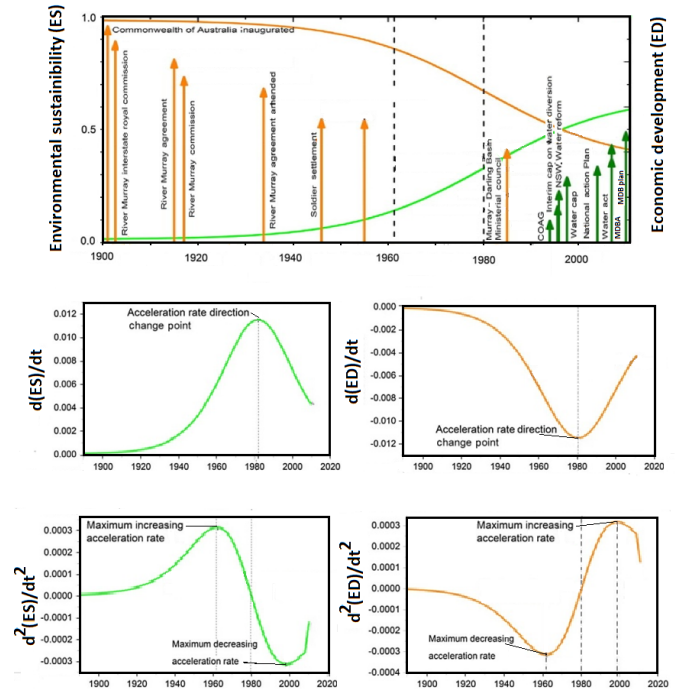 Environmental sustainibility (ES)
1.0
0.5
0.0
Commonwealth of Australia inaugurated
River Murray interstate royal commission
River Murray agreement
River Murray commission
River Murray agreement amended
Soldier settlement
Murray - Darling Basin
Ministerial council
COAG
Interim cap on water diversion
NSW, Water reform
Water cap
National action Plan
Water act
MDBA
MDB plan
Economic development (ED)
1900
1920
1940
1960
1980
2000
d(ES)/dt
0.012
0.010
0.008
0.006
0.004
0.002
0.000
Acceleration rate direction
change point
1900 1920 1940 1960 1980 2000 2020
d(ED)/dt
0.000
-0.002
-0.004
-0.006
-0.008
-0.010
-0.012
Acceleration rate direction
change point
1900 1920 1940 1960 1980 2000 2020
d²(ES)/dt²
0.0003
0.0002
0.0001
0.0000
-0.0001
-0.0002
-0.0003
Maximum increasing
acceleration rate
Maximum decreasing
acceleration rate
1900 1920 1940 1960 1980 2000 2020
d²(ED)/dt²
0.0003
0.0002
0.0001
0.0000
-0.0001
-0.0002
-0.0003
-0.0004
Maximum increasing
acceleration rate
Maximum decreasing
acceleration rate
1900 1920 1940 1960 1980 2000 2020